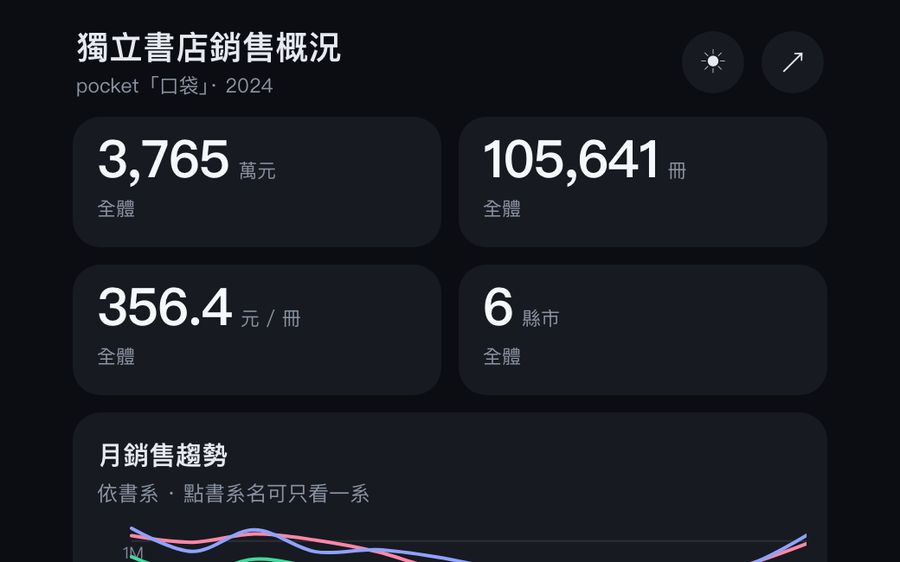 獨立書店銷售概況
pocket「口袋」· 2024
3,765 萬元
全體
105,641 冊
全體
356.4 元 / 冊
全體
6 縣市
全體
月銷售趨勢
依書系 · 點書系名可只看一系
1M